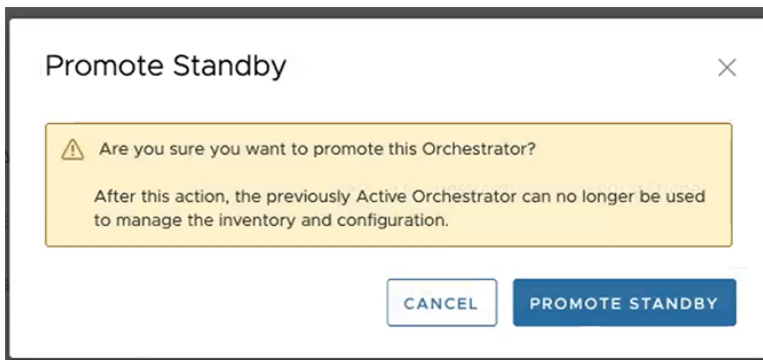 Promote Standby
Are you sure you want to promote this Orchestrator?
After this action, the previously Active Orchestrator can no longer be used
to manage the inventory and configuration.
CANCEL
PROMOTE STANDBY